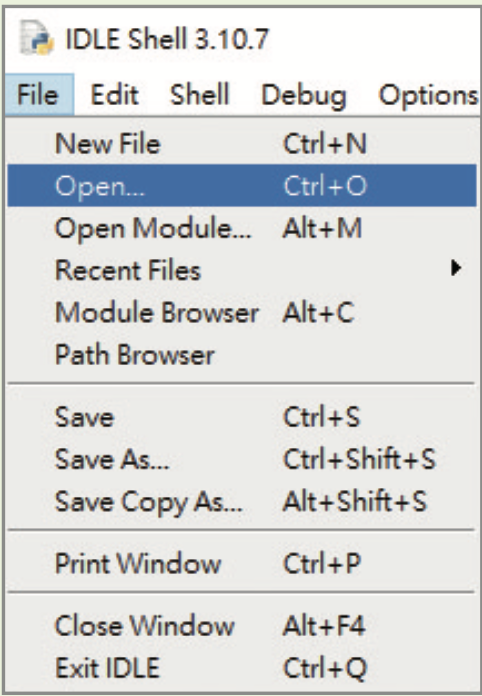 IDLE Shell 3.10.7
File Edit Shell Debug Options
New File Ctrl+N
Open... Ctrl+O
Open Module... Alt+M
Recent Files
Module Browser Alt+C
Path Browser
Save Ctrl+S
Save As... Ctrl+Shift+S
Save Copy As... Alt+Shift+S
Print Window Ctrl+P
Close Window Alt+F4
Exit IDLE Ctrl+Q